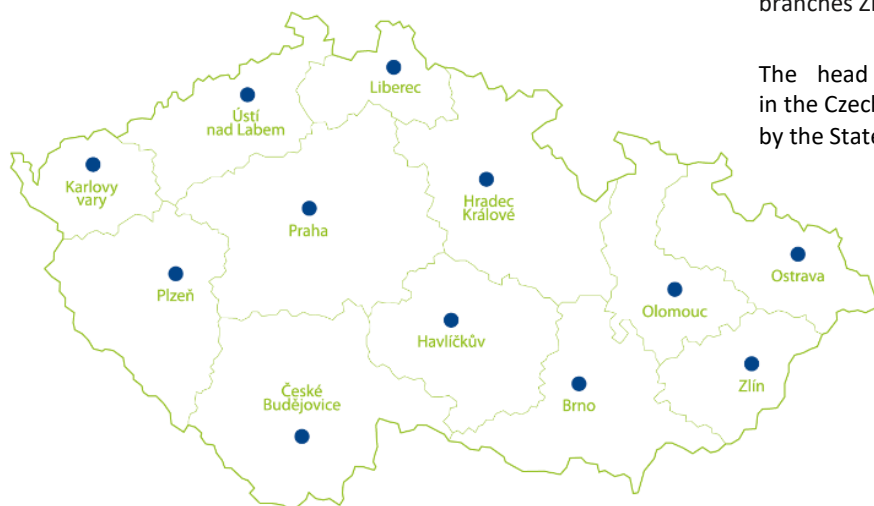 branches
The head
in the Czech
by the State
Liberec
Ústí
nad Labem
Karlovy
vary
Hradec
Králové
Praha
Ostrava
Plzeň
Olomouc
Havlíčkův
Zlín
České
Budějovice
Brno